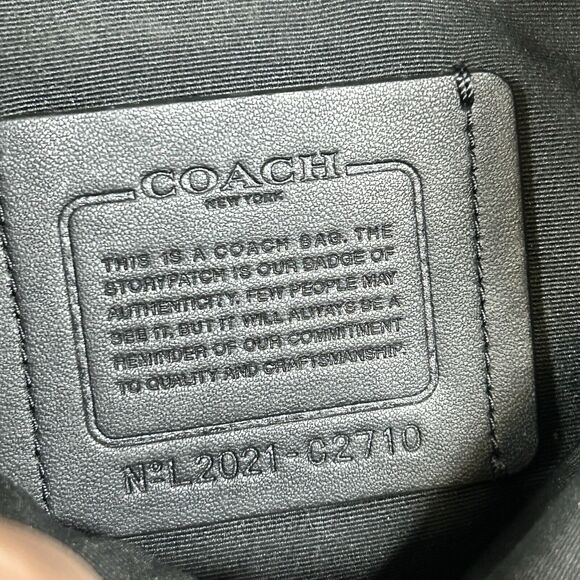 COACH
NEW YORK
THIS IS A COACH BAG. THE
STORYPATCH IS OUR BADGE OF
AUTHENTICITY. FEW PEOPLE MAY
SEE IT, BUT IT WILL ALWAYS BE A
REMINDER OF OUR COMMITMENT
TO QUALITY AND CRAFTSMANSHIP.
NºL2021-C2710